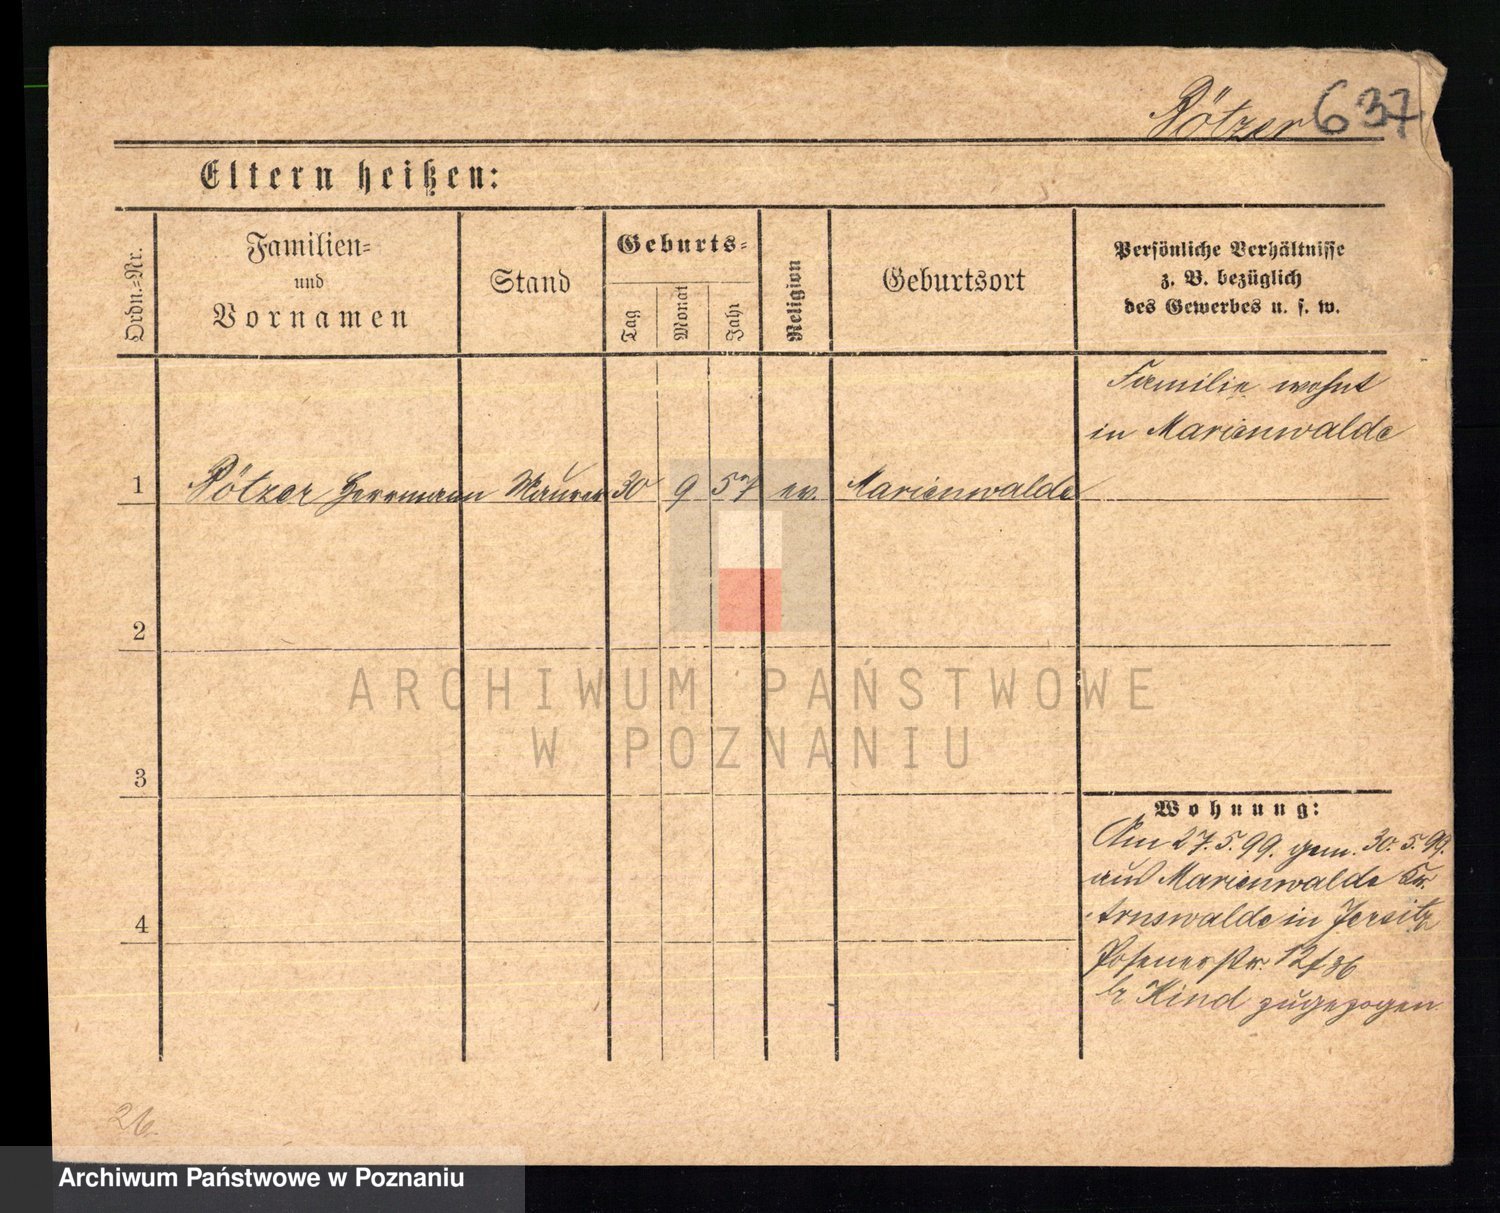 Pötzer 637
Eltern heißen:
Ordn.=Nr.
Familien=
und
Vornamen
Stand
Geburts=
Tag
Monat
Jahr
Religion
Geburtsort
Persönliche Verhältnisse
z. B. bezüglich
des Gewerbes u. s. w.
Familie wohnt
in Marienwalde
1 Pötzer Herrmann Maurer 30 9 57 ev. Marienwalde
2
ARCHIWUM PAŃSTWOWE
W POZNANIU
3
Wohnung:
Am 27.5.99. gem. 30.5.99.
aus Marienwalde Kr.
4
Arnswalde in Jersitz
Posenerstr. 12 / 36
b/ Kind zugezogen
26.
Archiwum Państwowe w Poznaniu